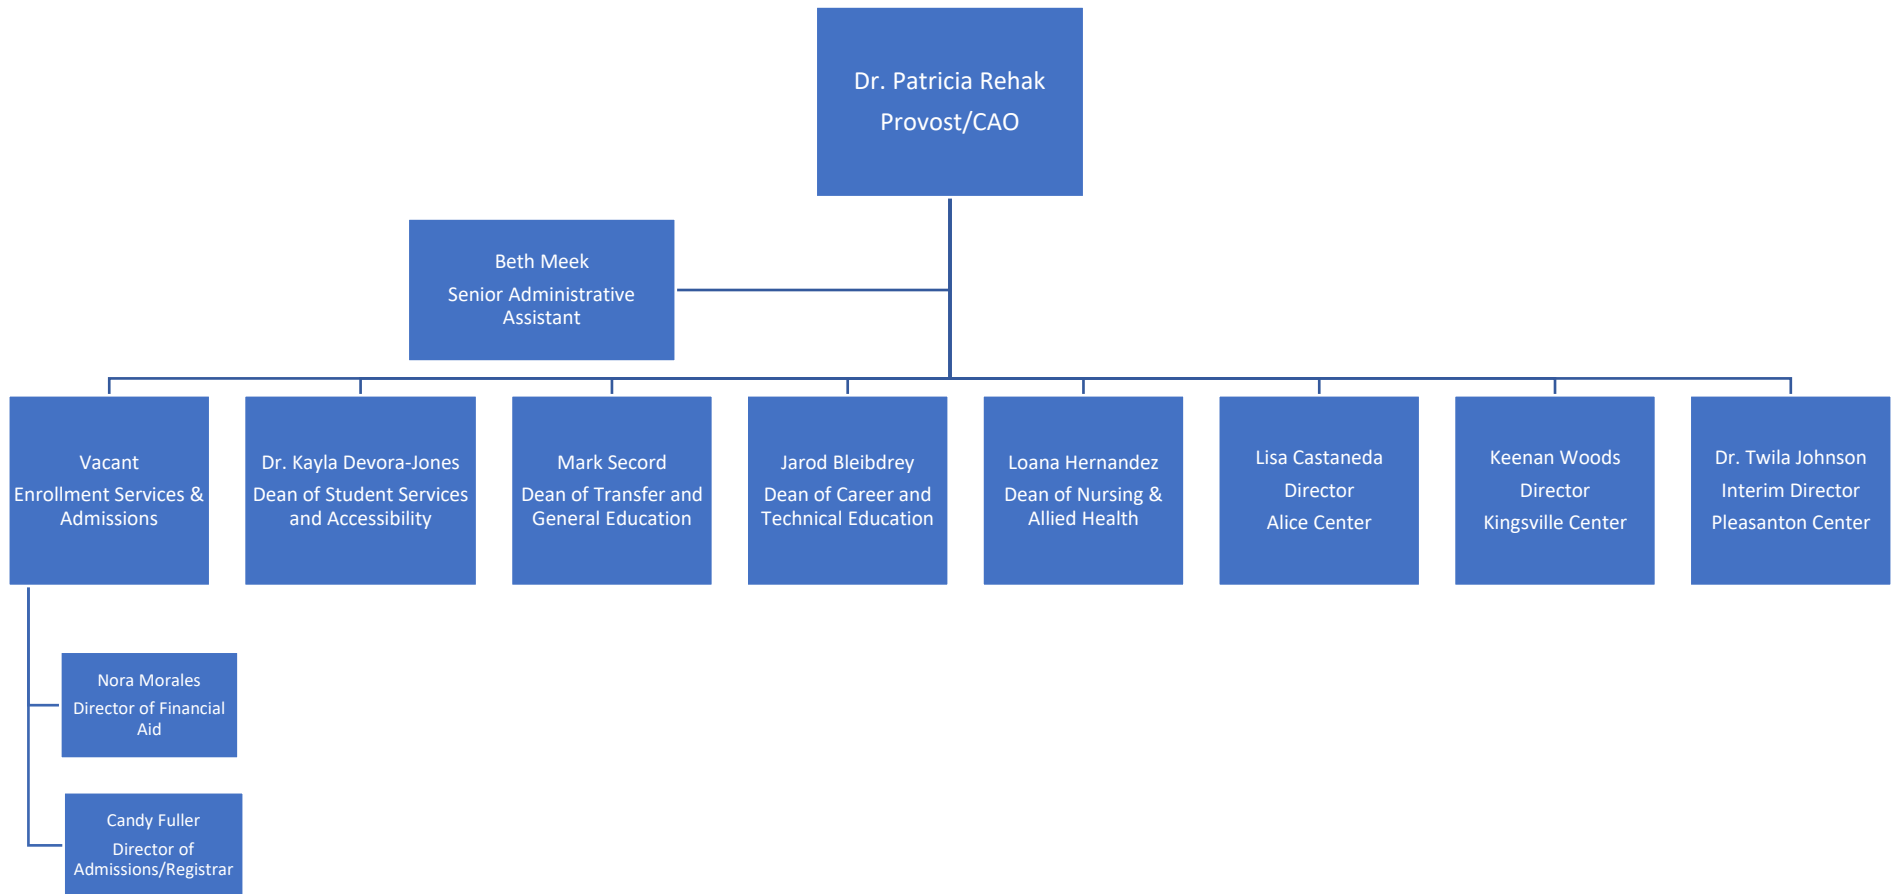 Dr. Patricia Rehak
Provost/CAO
Beth Meek
Senior Administrative
Assistant
Vacant
Enrollment Services &
Admissions
Dr. Kayla Devora-Jones
Dean of Student Services
and Accessibility
Mark Secord
Dean of Transfer and
General Education
Jarod Bleibdrey
Dean of Career and
Technical Education
Loana Hernandez
Dean of Nursing &
Allied Health
Lisa Castaneda
Director
Alice Center
Keenan Woods
Director
Kingsville Center
Dr. Twila Johnson
Interim Director
Pleasanton Center
Nora Morales
Director of Financial
Aid
Candy Fuller
Director of
Admissions/Registrar